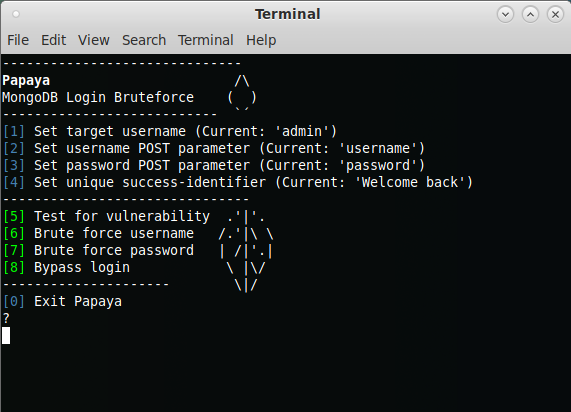 Terminal
File Edit View Search Terminal Help
-----------------------------
Papaya                       /\
MongoDB Login Bruteforce    (  )
--------------------------  `´
[1] Set target username (Current: 'admin')
[2] Set username POST parameter (Current: 'username')
[3] Set password POST parameter (Current: 'password')
[4] Set unique success-identifier (Current: 'Welcome back')
------------------------------
[5] Test for vulnerability  .'|'.
[6] Brute force username   /.'|\ \
[7] Brute force password   | /|'.|
[8] Bypass login            \ |\/
--------------------         \|/
[0] Exit Papaya
?